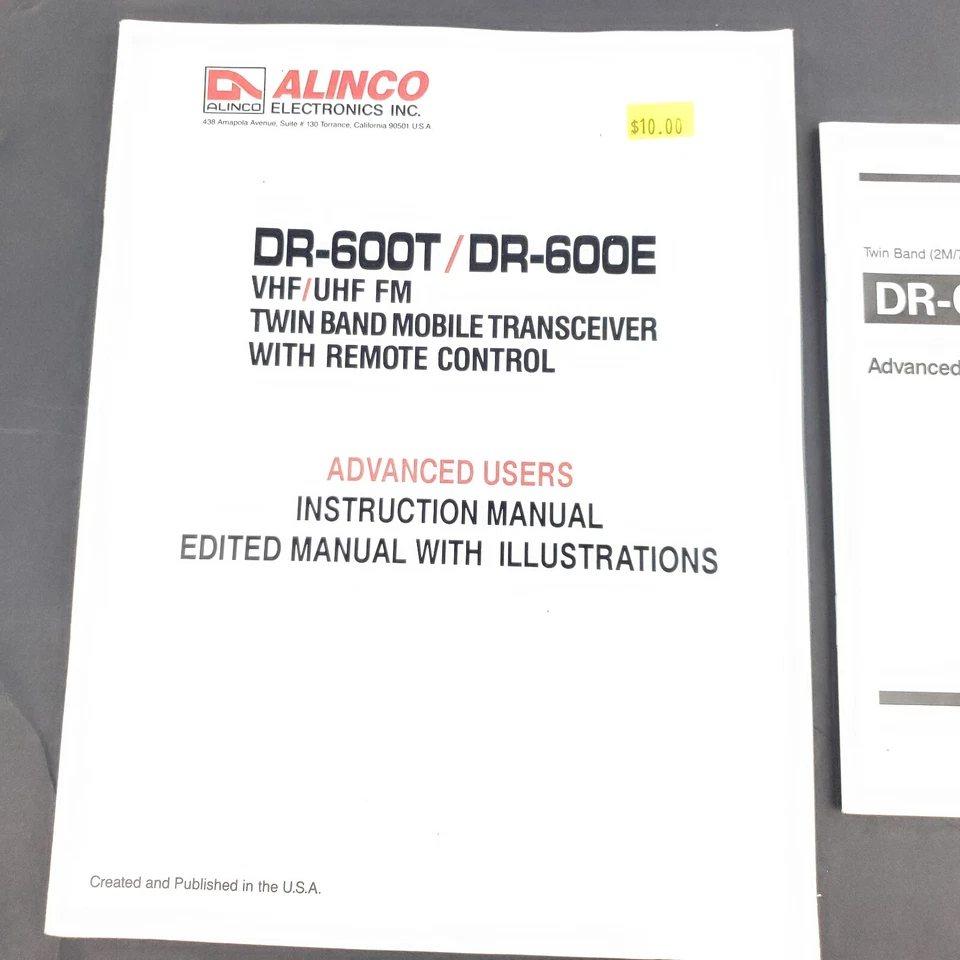 ALINCO
ALINCO
ELECTRONICS INC.
438 Amapola Avenue, Suite # 130 Torrance, California 90501 U.S.A
$10.00
DR-600T / DR-600E
VHF/UHF FM
TWIN BAND MOBILE TRANSCEIVER
WITH REMOTE CONTROL
ADVANCED USERS
INSTRUCTION MANUAL
EDITED MANUAL WITH ILLUSTRATIONS
Created and Published in the U.S.A.
Twin Band (2M/
DR-
Advanced